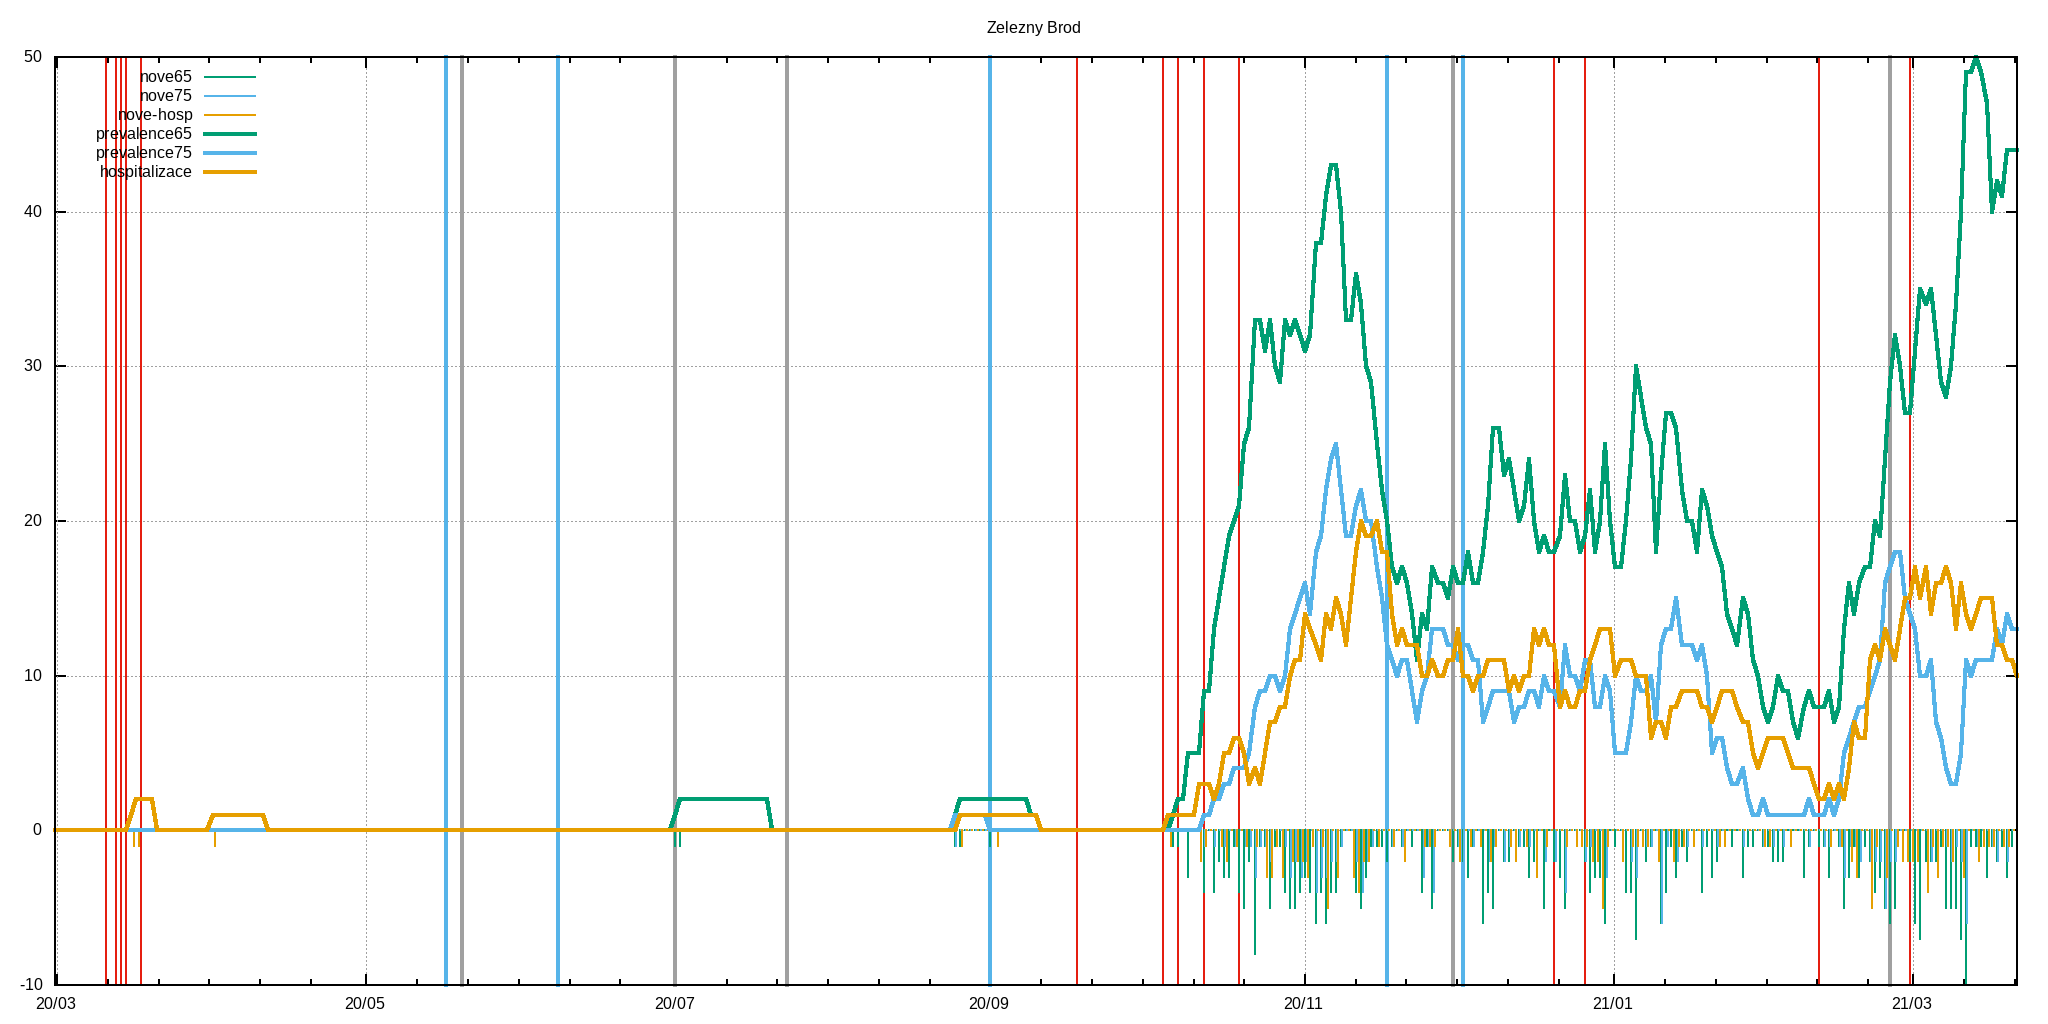 Zelezny Brod
50
nove65
nove75
nove-hosp
prevalence65
prevalence75
hospitalizace
40
30
20
10
0
-10
20/03 20/05 20/07 20/09 20/11 21/01 21/03